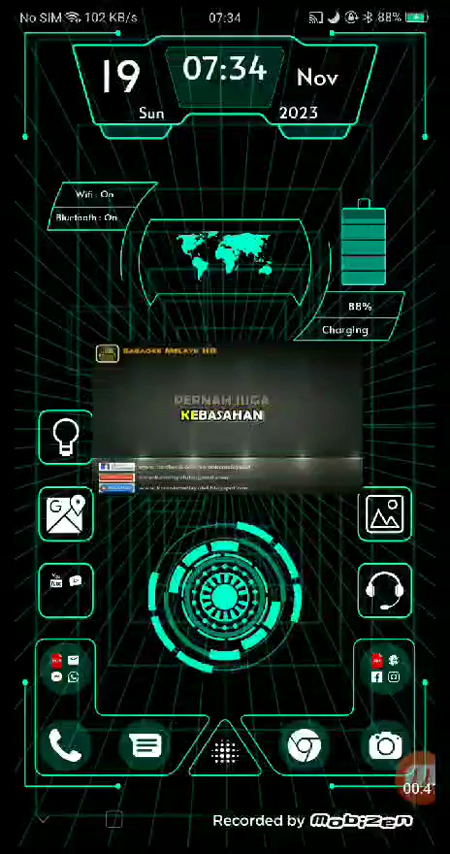 No SIM 102 KB/s 07:34 88%
19 07:34 Nov
Sun 2023
Wifi : On
Bluetooth : On
88%
Charging
KARAOKE MELAYU HD
PERNAH JUGA
KEBASAHAN
G
You
00:4
Recorded by Mobizen